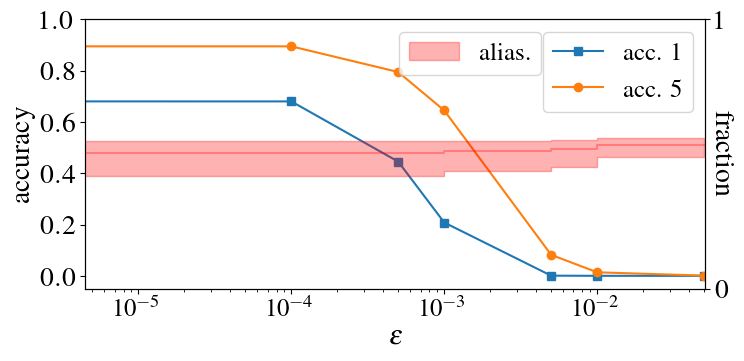 1.0
0.8
0.6
0.4
0.2
0.0
accuracy
1
0
fraction
alias.
acc. 1
acc. 5
10⁻⁵
10⁻⁴
10⁻³
10⁻²
ε